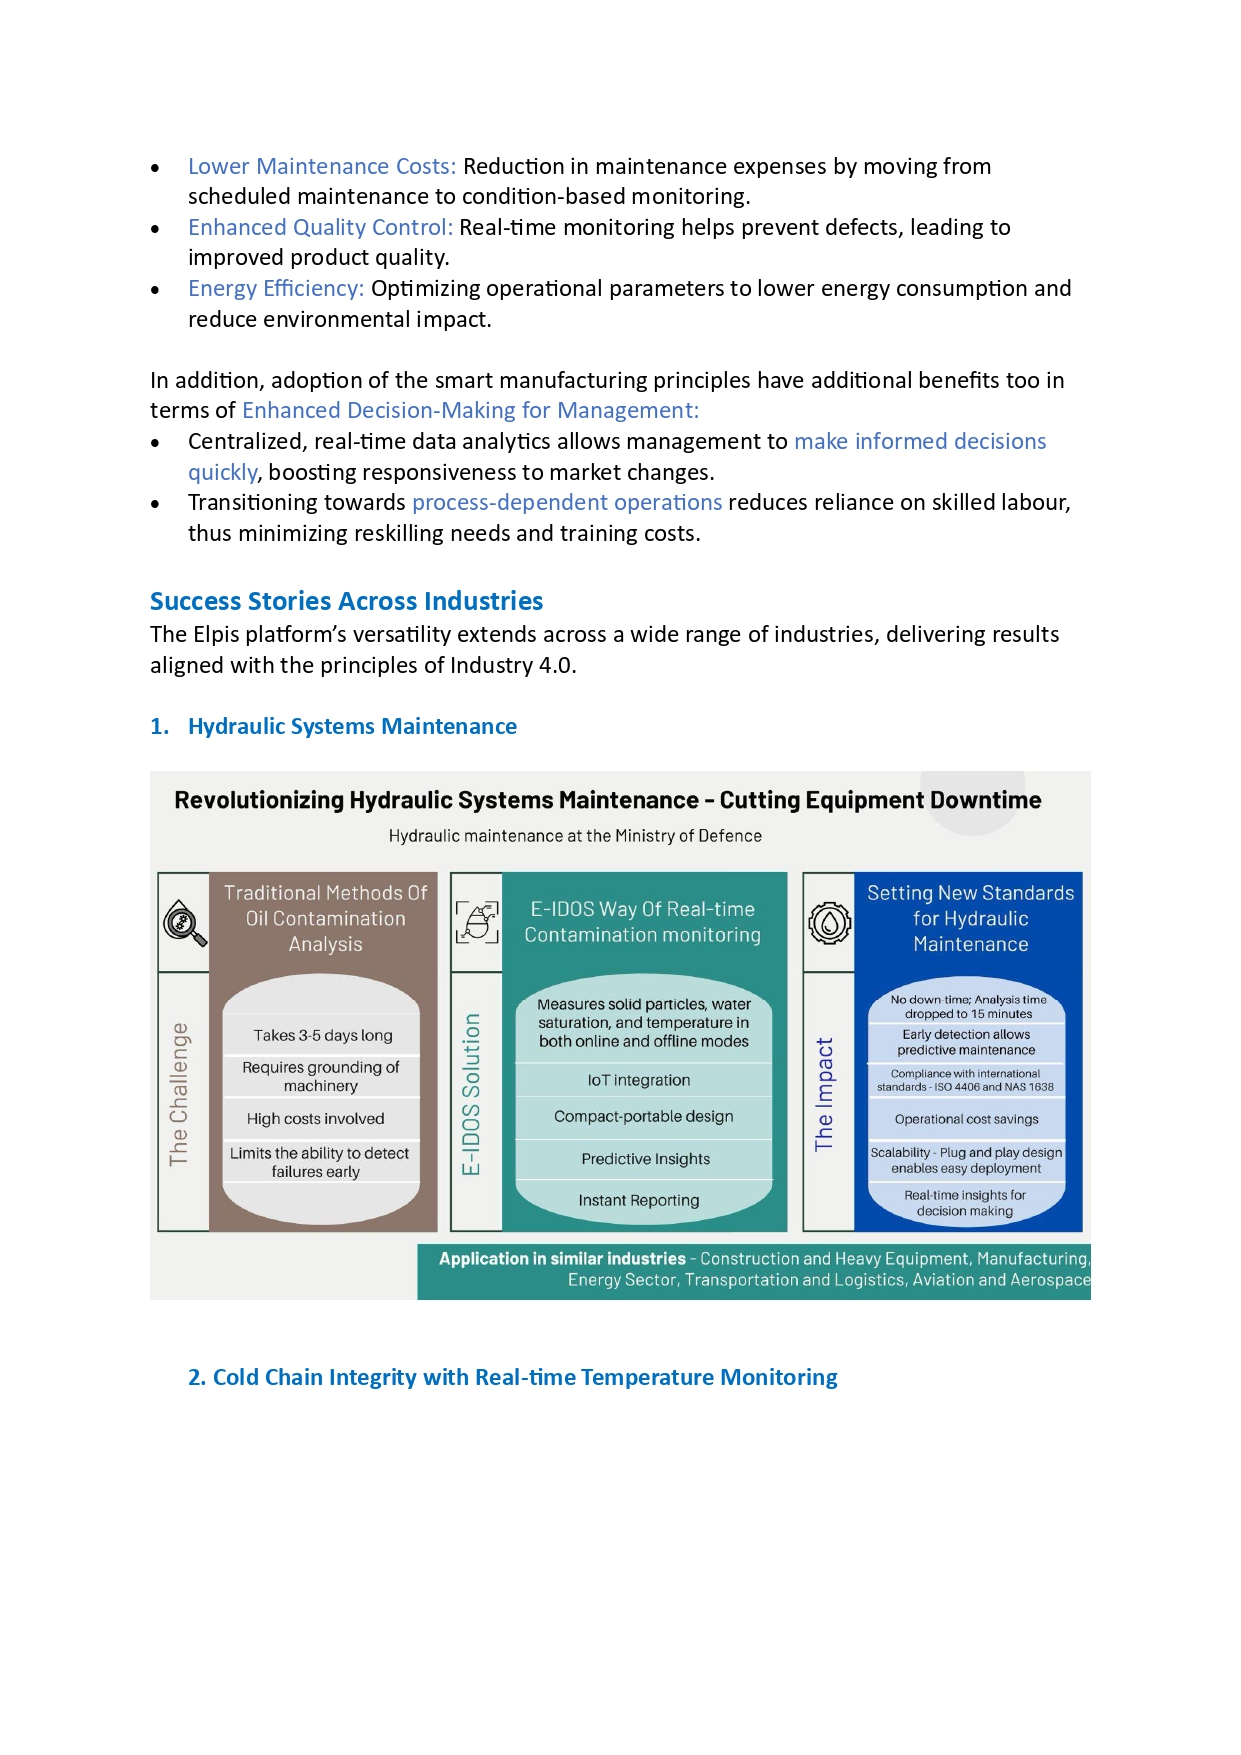 • Lower Maintenance Costs: Reduction in maintenance expenses by moving from
scheduled maintenance to condition-based monitoring.
• Enhanced Quality Control: Real-time monitoring helps prevent defects, leading to
improved product quality.
• Energy Efficiency: Optimizing operational parameters to lower energy consumption and
reduce environmental impact.
In addition, adoption of the smart manufacturing principles have additional benefits too in
terms of Enhanced Decision-Making for Management:
• Centralized, real-time data analytics allows management to make informed decisions
quickly, boosting responsiveness to market changes.
• Transitioning towards process-dependent operations reduces reliance on skilled labour,
thus minimizing reskilling needs and training costs.
Success Stories Across Industries
The Elpis platform’s versatility extends across a wide range of industries, delivering results
aligned with the principles of Industry 4.0.
1. Hydraulic Systems Maintenance
Revolutionizing Hydraulic Systems Maintenance - Cutting Equipment Downtime
Hydraulic maintenance at the Ministry of Defence
Traditional Methods Of
Oil Contamination
Analysis
The Challenge
Takes 3-5 days long
Requires grounding of
machinery
High costs involved
Limits the ability to detect
failures early
E-IDOS Way Of Real-time
Contamination monitoring
E-IDOS Solution
Measures solid particles, water
saturation, and temperature in
both online and offline modes
IoT integration
Compact-portable design
Predictive Insights
Instant Reporting
Setting New Standards
for Hydraulic
Maintenance
The Impact
No down-time; Analysis time
dropped to 15 minutes
Early detection allows
predictive maintenance
Compliance with international
standards - ISO 4406 and NAS 1638
Operational cost savings
Scalability - Plug and play design
enables easy deployment
Real-time insights for
decision making
Application in similar industries - Construction and Heavy Equipment, Manufacturing,
Energy Sector, Transportation and Logistics, Aviation and Aerospace
2. Cold Chain Integrity with Real-time Temperature Monitoring